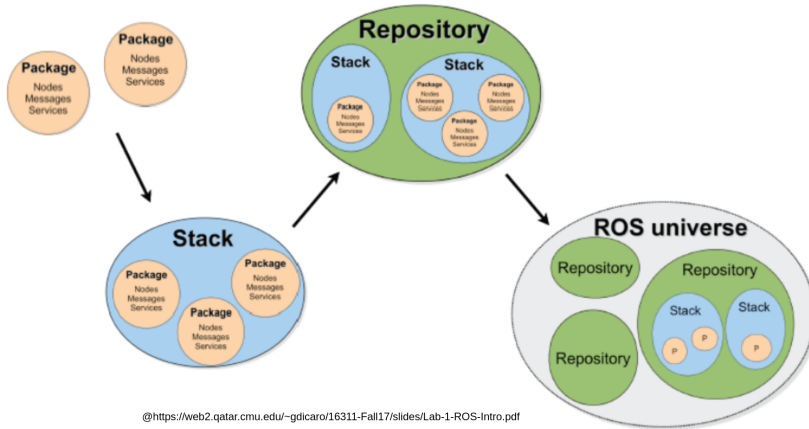 Package
Nodes
Messages
Services
Package
Nodes
Messages
Services
Repository
Stack
Package
Nodes
Messages
Services
Stack
Package
Nodes
Messages
Services
Package
Nodes
Messages
Services
Package
Nodes
Messages
Services
Stack
Package
Nodes
Messages
Services
Package
Nodes
Messages
Services
Package
Nodes
Messages
Services
ROS universe
Repository
Repository
Repository
Stack
P
P
Stack
P
@https://web2.qatar.cmu.edu/~gdicaro/16311-Fall17/slides/Lab-1-ROS-Intro.pdf